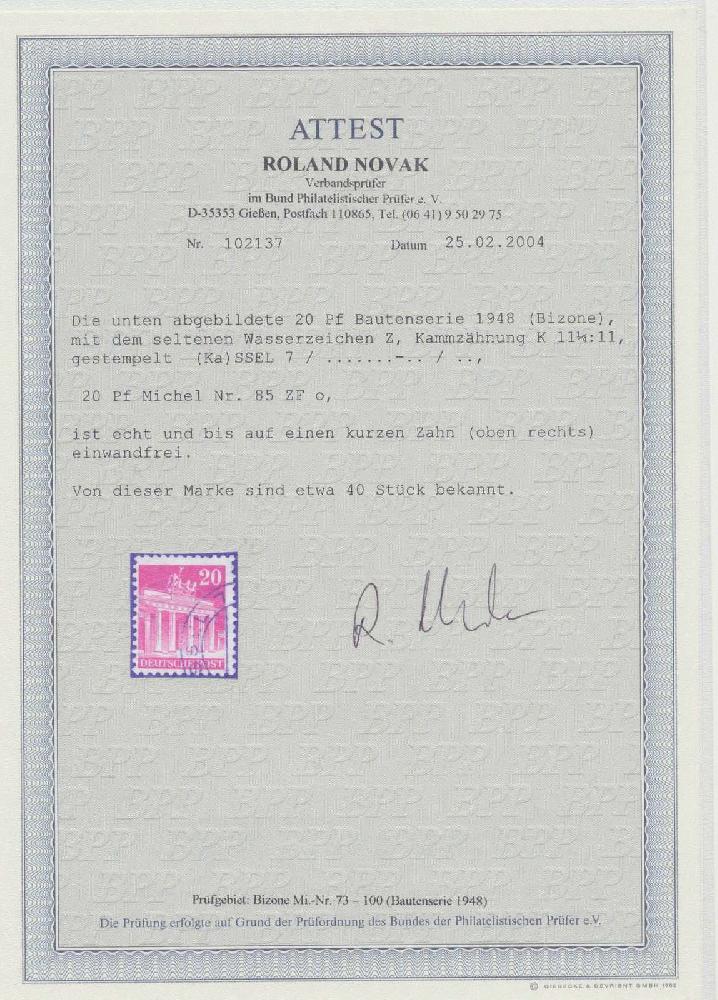 ATTEST
ROLAND NOVAK
Verbandsprüfer
im Bund Philatelistischer Prüfer e. V.
D-35353 Gießen, Postfach 110865, Tel. (06 41) 9 50 29 75
Nr. 102137 Datum 25.02.2004
Die unten abgebildete 20 Pf Bautenserie 1948 (Bizone),
mit dem seltenen Wasserzeichen Z, Kammzähnung K 11¼:11,
gestempelt (Ka)SSEL 7 / .......-.. / ..,
20 Pf Michel Nr. 85 ZF o,
ist echt und bis auf einen kurzen Zahn (oben rechts)
einwandfrei.
Von dieser Marke sind etwa 40 Stück bekannt.
20
DEUTSCHE POST
R.
Prüfgebiet: Bizone Mi.-Nr. 73 – 100 (Bautenserie 1948)
Die Prüfung erfolgte auf Grund der Prüfordnung des Bundes der Philatelistischen Prüfer e.V.
© GIESECKE & DEVRIENT GMBH